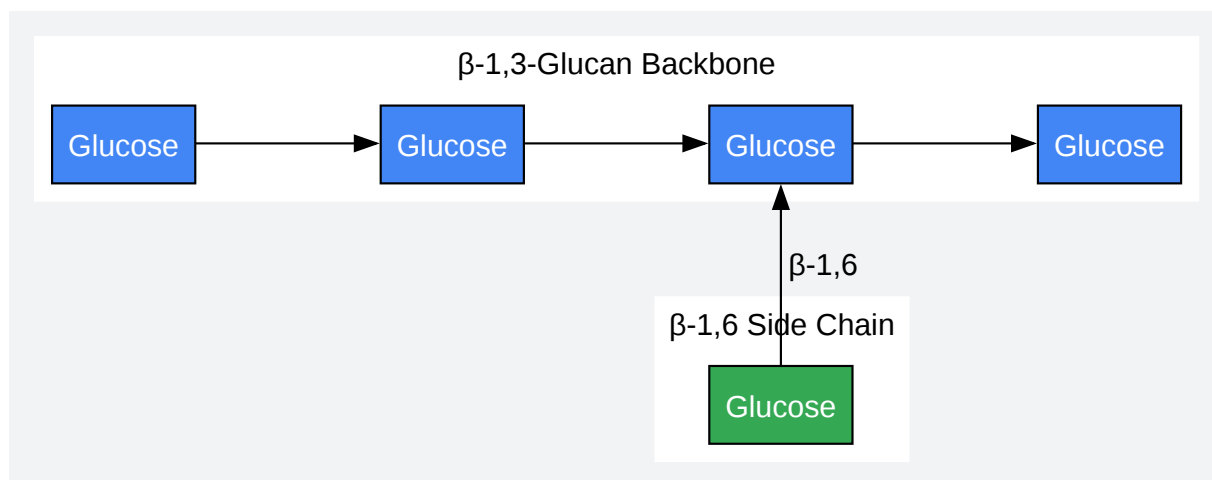 β-1,3-Glucan Backbone
Glucose
Glucose
Glucose
Glucose
β-1,6
β-1,6 Side Chain
Glucose